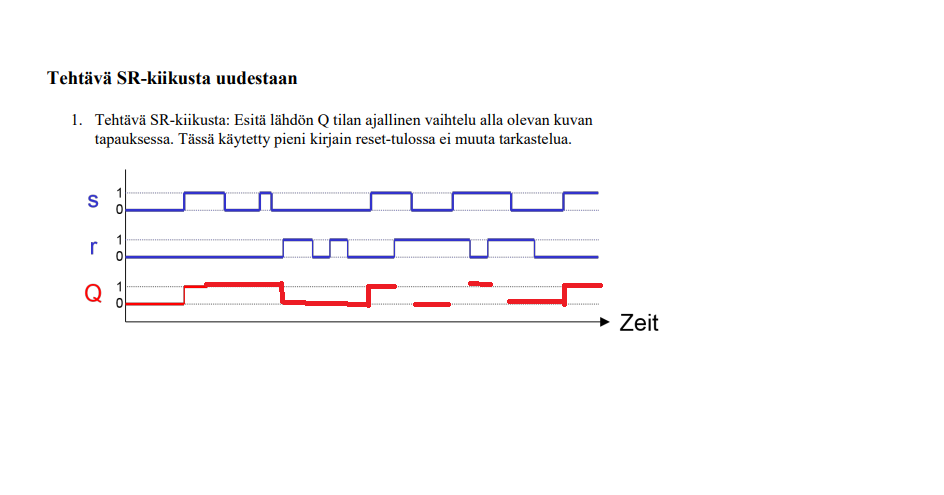 Tehtävä SR-kiikusta uudestaan
1. Tehtävä SR-kiikusta: Esitä lähdön Q tilan ajallinen vaihtelu alla olevan kuvan
tapauksessa. Tässä käytetty pieni kirjain reset-tulossa ei muuta tarkastelua.
s 1
0
r 1
0
Q 1
0
Zeit